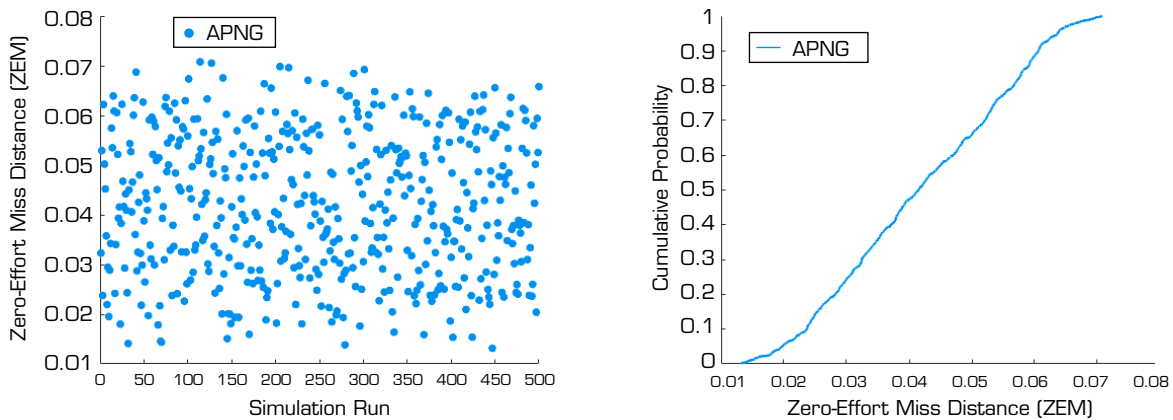 0.08
0.07
0.06
0.05
0.04
0.03
0.02
0.01
Zero-Effort Miss Distance (ZEM)
APNG
0 50 100 150 200 250 300 350 400 450 500
Simulation Run
1
0.9
0.8
0.7
0.6
0.5
0.4
0.3
0.2
0.1
0
Cumulative Probability
APNG
0.01 0.02 0.03 0.04 0.05 0.06 0.07 0.08
Zero-Effort Miss Distance (ZEM)